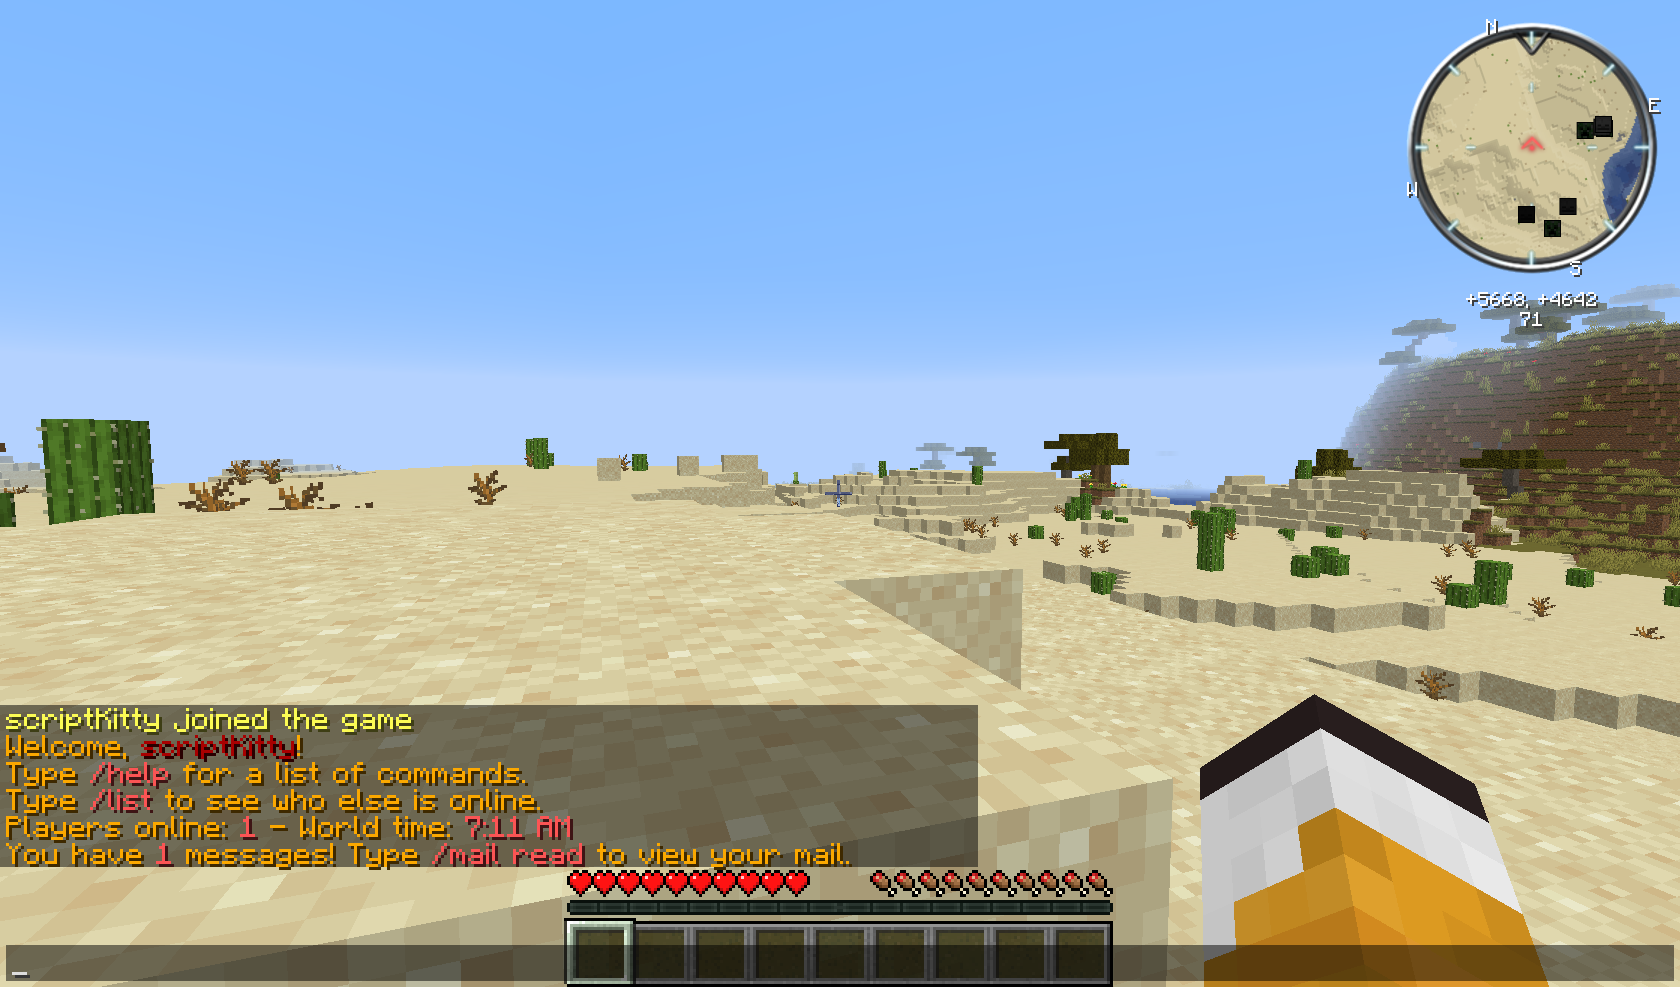 N
E
W
S
+5668, +4642
71
scriptKitty joined the game
Welcome, scriptKitty!
Type /help for a list of commands.
Type /list to see who else is online.
Players online: 1 - World time: 7:11 AM
You have 1 messages! Type /mail read to view your mail.
_